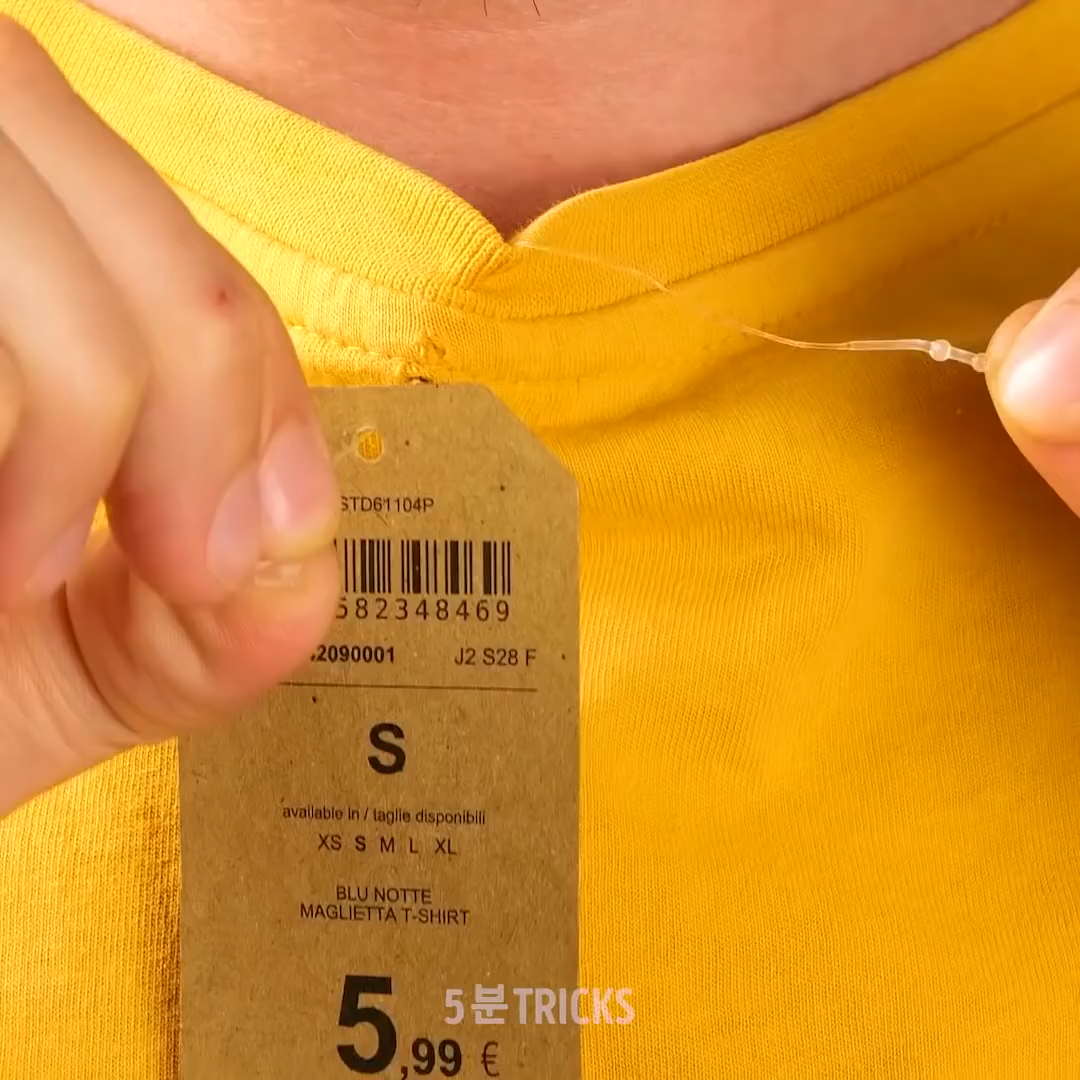 STD61104P
582348469
2090001 J2 S28 F
S
available in / taglie disponibili
XS S M L XL
BLU NOTTE
MAGLIETTA T-SHIRT
5,99 €
5분TRICKS